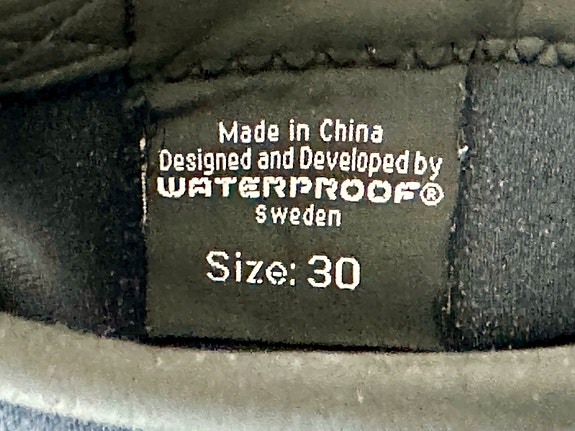 Made in China
Designed and Developed by
WATERPROOF®
Sweden
Size: 30